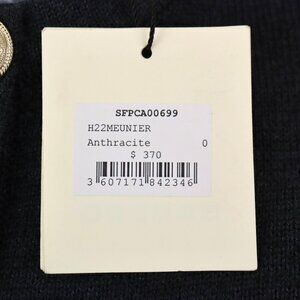 SFPCA00699
H22MEUNIER
Anthracite 0
$ 370
3 607171 842346